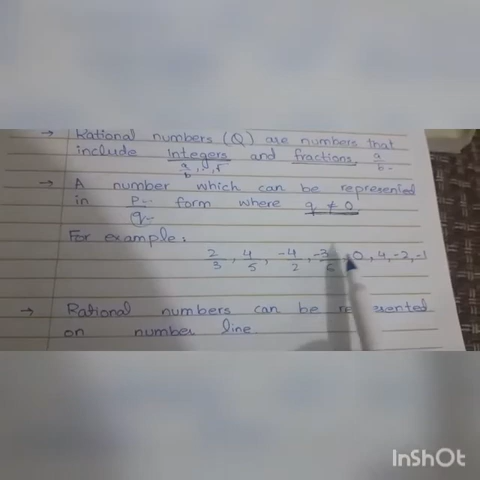 → Rational numbers (Q) are numbers that
include integers and fractions, a/b
→ A number which can be represented
in p/q form where q ≠ 0
For example:
2/3, 4/5, -4/2, -3/6, 0, 4, -2, -1
→ Rational numbers can be re sented
on number line
InShOt